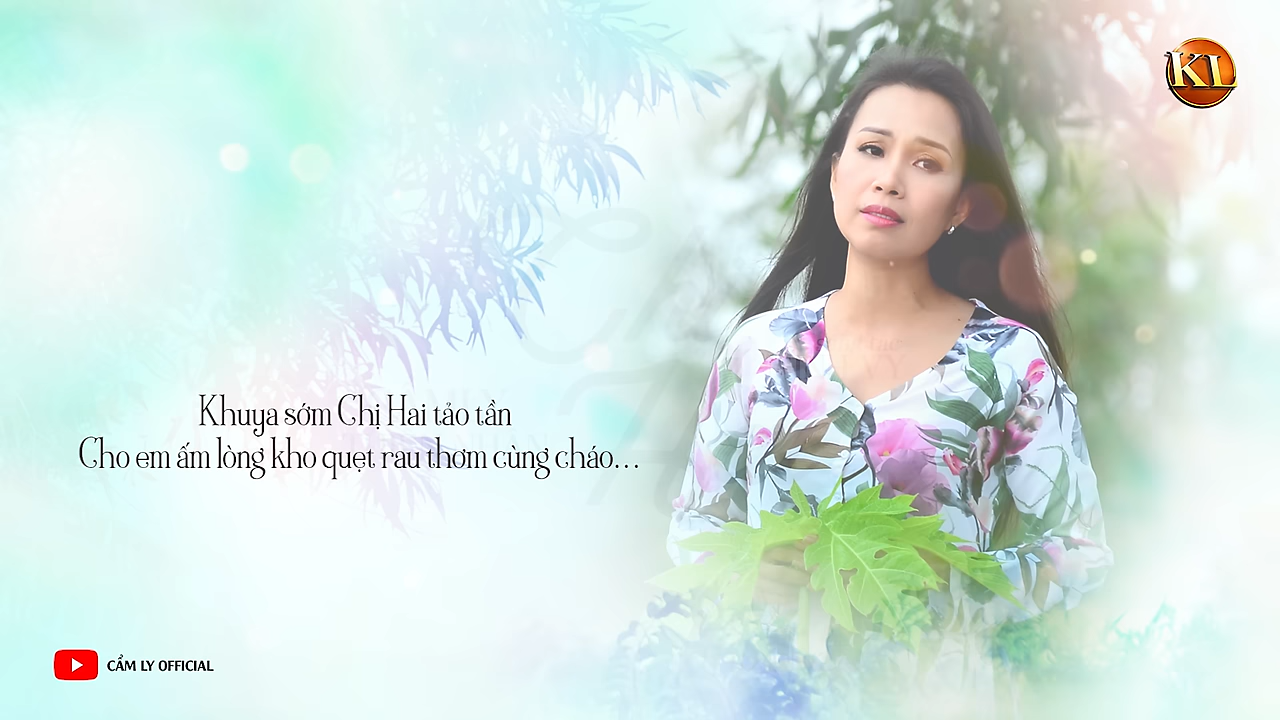 KL
Khuya sớm Chị Hai tảo tần
Cho em ấm lòng kho quẹt rau thơm cùng cháo...
CẨM LY OFFICIAL